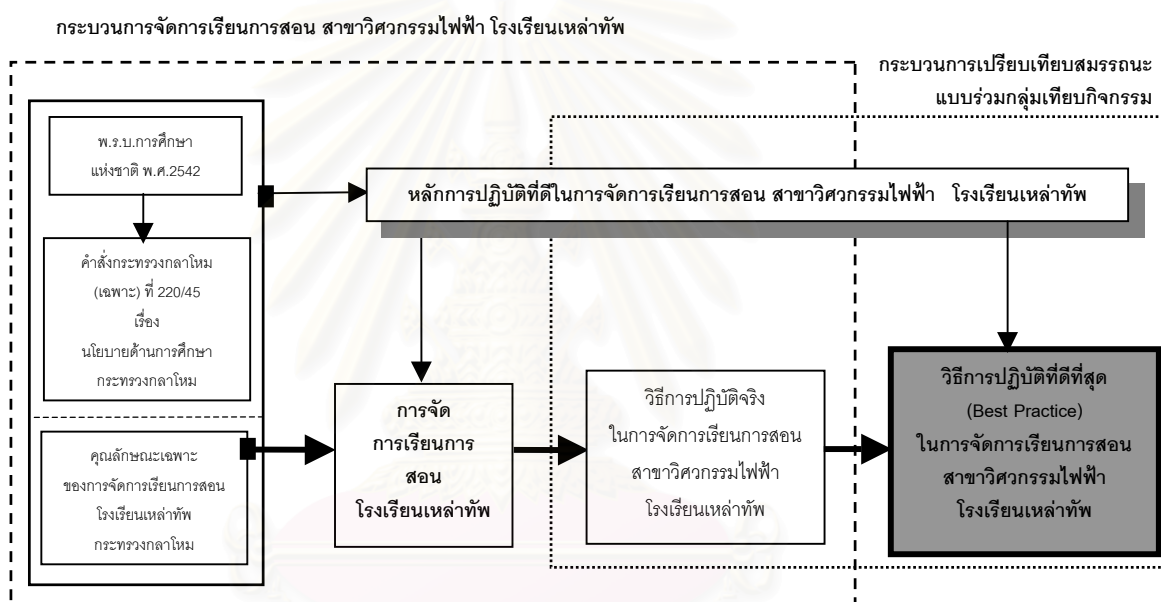 กระบวนการจัดการเรียนการสอน สาขาวิศวกรรมไฟฟ้า โรงเรียนเหล่าทัพ
กระบวนการเปรียบเทียบสมรรถนะ
แบบร่วมกลุ่มเทียบกิจกรรม
พ.ร.บ.การศึกษา
แห่งชาติ พ.ศ.2542
หลักการปฏิบัติที่ดีในการจัดการเรียนการสอน สาขาวิศวกรรมไฟฟ้า โรงเรียนเหล่าทัพ
คำสั่งกระทรวงกลาโหม
(เฉพาะ) ที่ 220/45
เรื่อง
นโยบายด้านการศึกษา
กระทรวงกลาโหม
คุณลักษณะเฉพาะ
ของการจัดการเรียนการสอน
โรงเรียนเหล่าทัพ
กระทรวงกลาโหม
การจัด
การเรียนการ
สอน
โรงเรียนเหล่าทัพ
วิธีการปฏิบัติจริง
ในการจัดการเรียนการสอน
สาขาวิศวกรรมไฟฟ้า
โรงเรียนเหล่าทัพ
วิธีการปฏิบัติที่ดีที่สุด
(Best Practice)
ในการจัดการเรียนการสอน
สาขาวิศวกรรมไฟฟ้า
โรงเรียนเหล่าทัพ